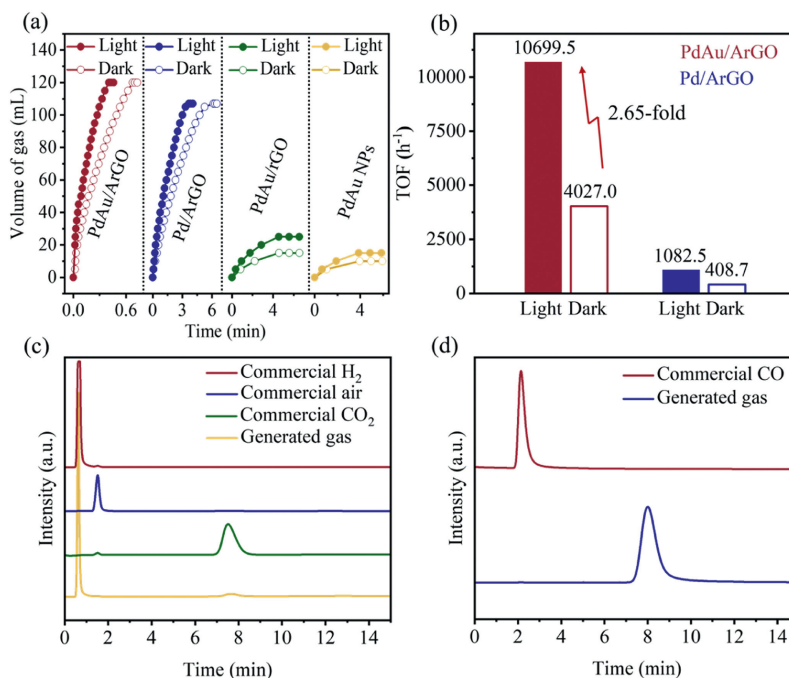 (a)
Light Light Light Light
Dark Dark Dark Dark
120
100
80
60
40
20
0
Volume of gas (mL)
PdAu/ArGO
Pd/ArGO
PdAu/rGO
PdAu NPs
0.0 0.6 0 3 6 0 4 0 4
Time (min)
(b)
PdAu/ArGO
Pd/ArGO
10699.5
2.65-fold
4027.0
1082.5
408.7
10000
7500
5000
2500
0
TOF (h⁻¹)
Light Dark Light Dark
(c)
Commercial H₂
Commercial air
Commercial CO₂
Generated gas
Intensity (a.u.)
0 2 4 6 8 10 12 14
Time (min)
(d)
Commercial CO
Generated gas
Intensity (a.u.)
0 2 4 6 8 10 12 14
Time (min)